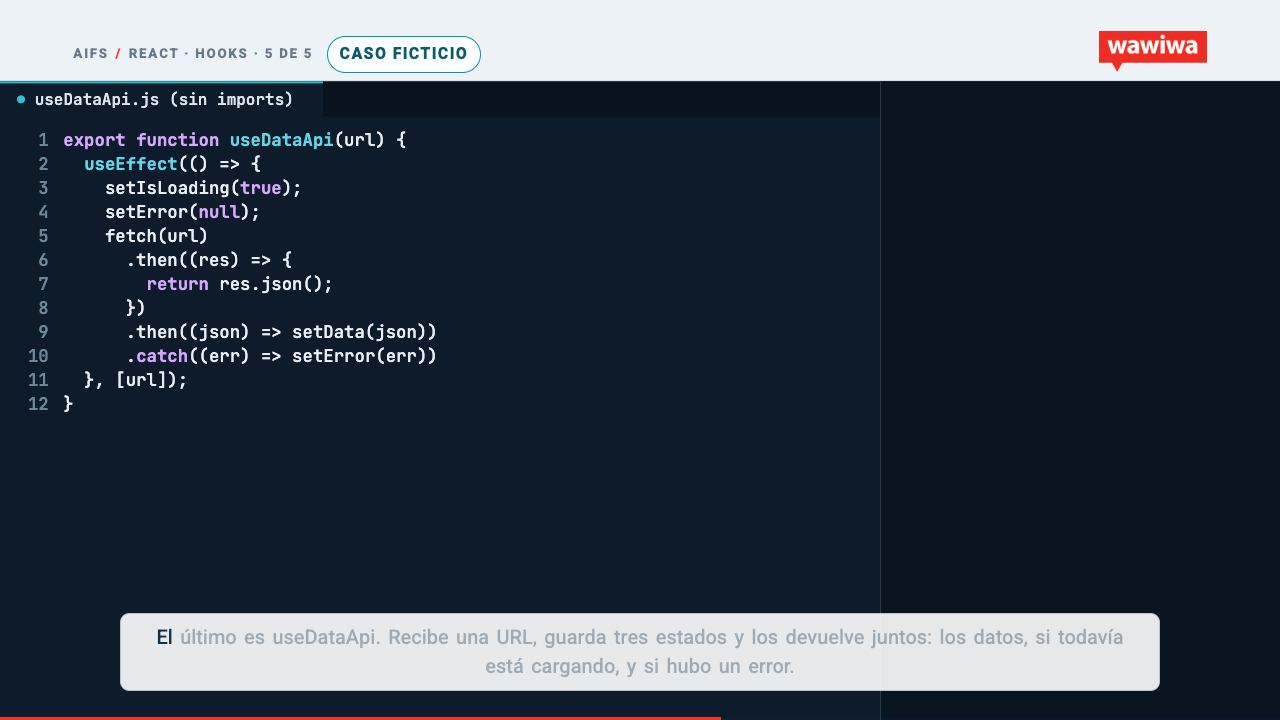 AIFS / REACT · HOOKS · 5 DE 5 CASO FICTICIO
wawiwa
useDataApi.js (sin imports)
1 export function useDataApi(url) {
2   useEffect(() => {
3     setIsLoading(true);
4     setError(null);
5     fetch(url)
6       .then((res) => {
7         return res.json();
8       })
9       .then((json) => setData(json))
10       .catch((err) => setError(err))
11   }, [url]);
12 }
El último es useDataApi. Recibe una URL, guarda tres estados y los devuelve juntos: los datos, si todavía
está cargando, y si hubo un error.